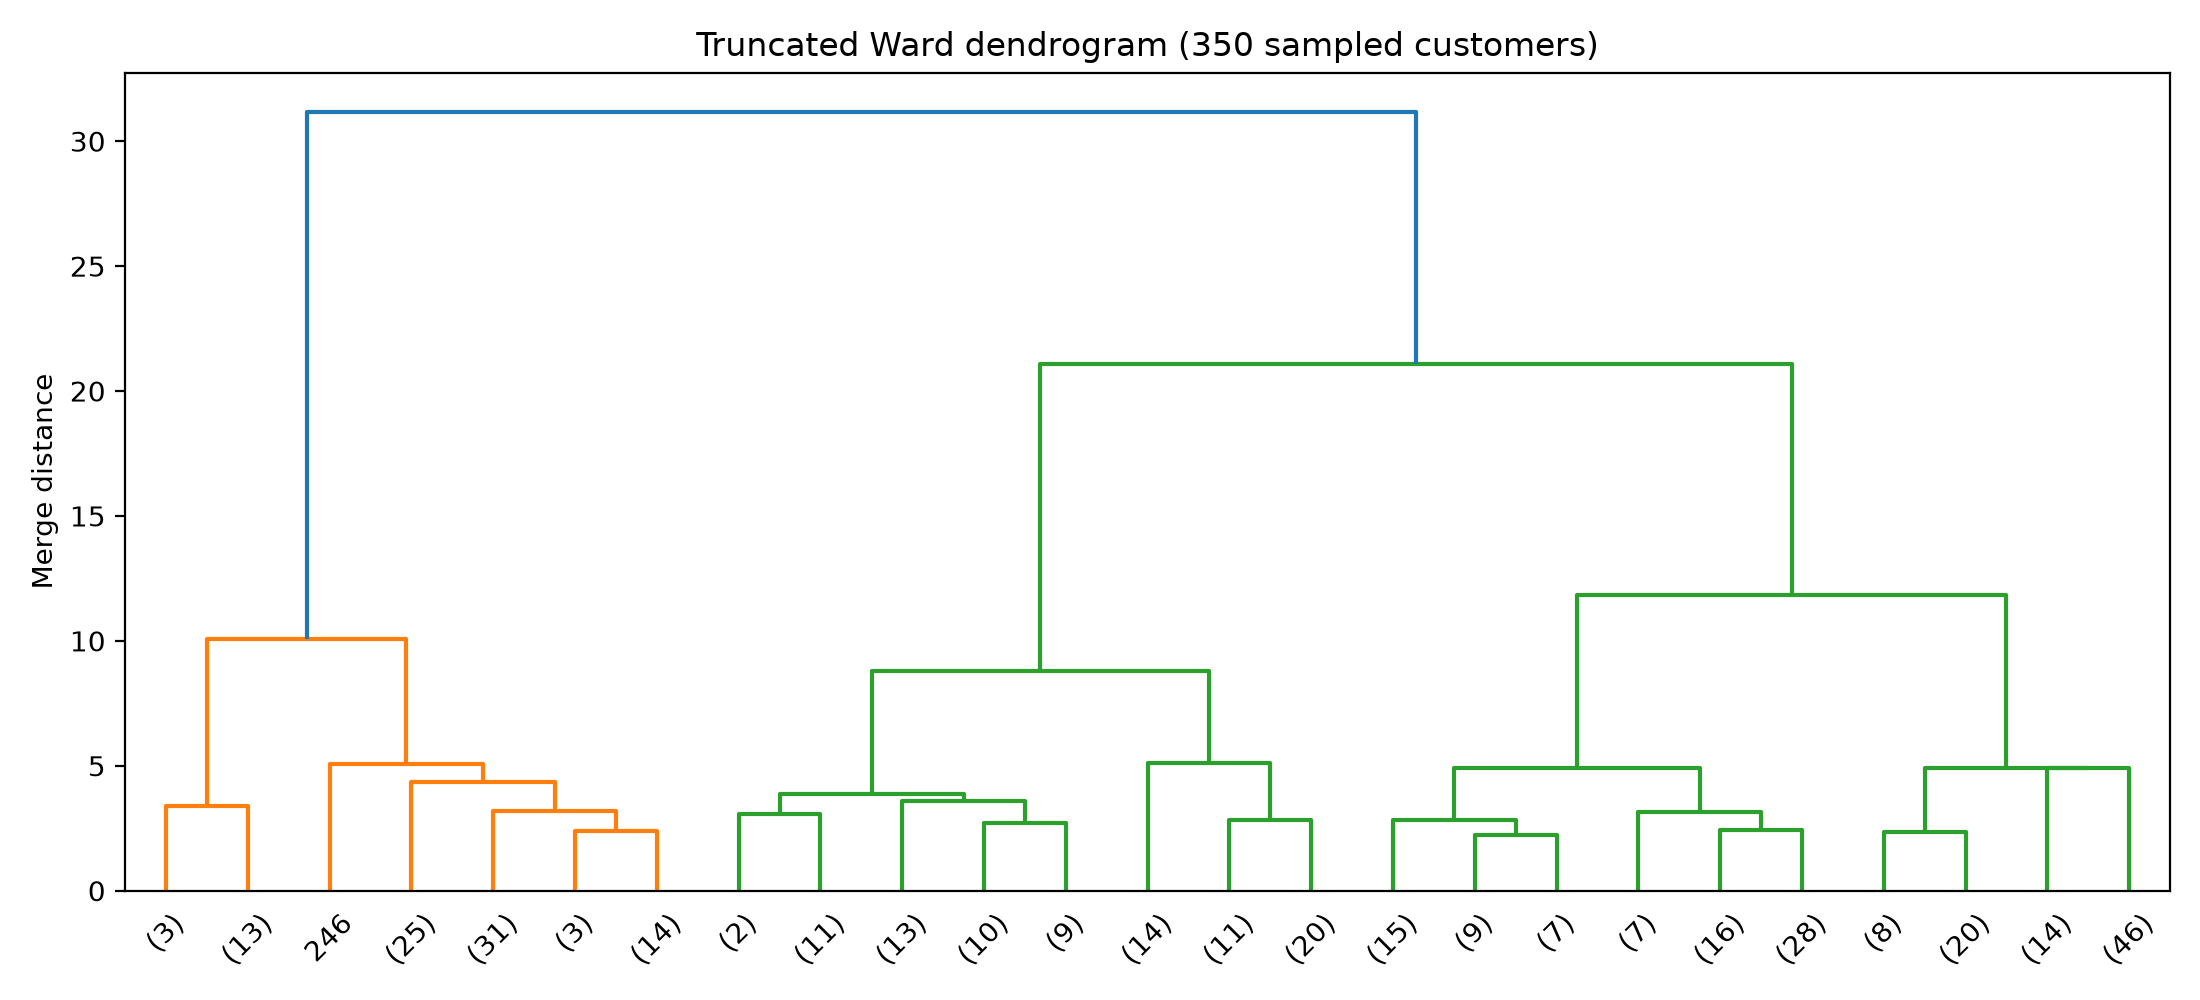 Truncated Ward dendrogram (350 sampled customers)
Merge distance
30
25
20
15
10
5
0
(3) (13) 246 (25) (31) (3) (14) (2) (11) (13) (10) (9) (14) (11) (20) (15) (9) (7) (7) (16) (28) (8) (20) (14) (46)